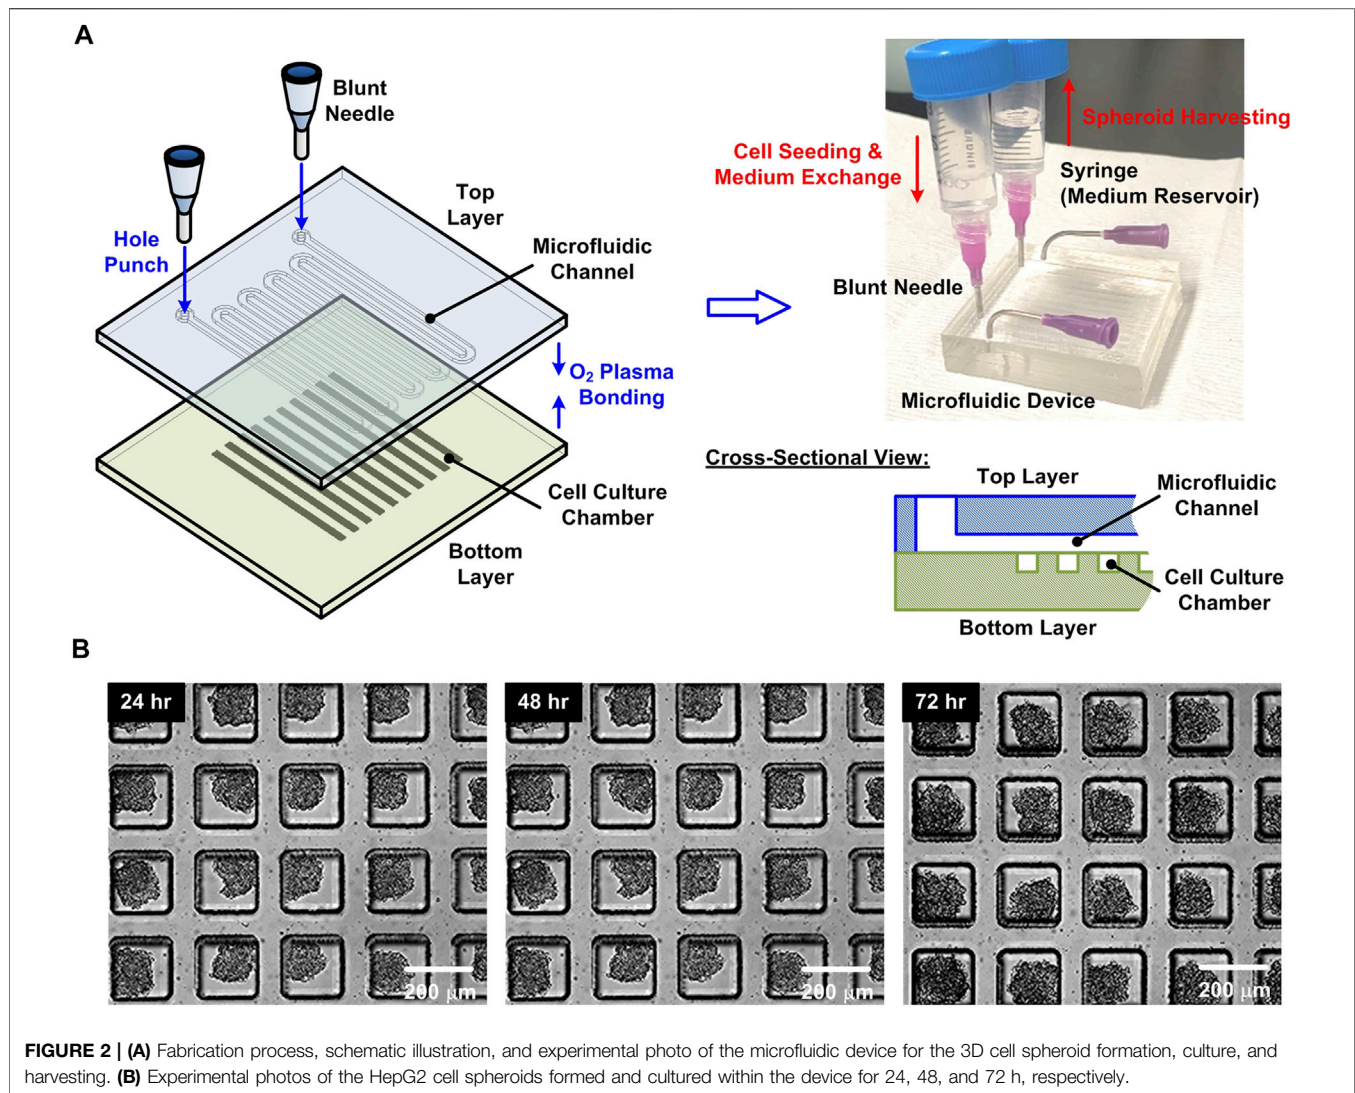 A
Blunt
Needle
Hole
Punch
Top
Layer
Microfluidic
Channel
O₂ Plasma
Bonding
Cell Culture
Chamber
Bottom
Layer
Spheroid Harvesting
Cell Seeding &
Medium Exchange
Syringe
(Medium Reservoir)
Blunt Needle
Microfluidic Device
Cross-Sectional View:
Top Layer
Microfluidic
Channel
Cell Culture
Chamber
Bottom Layer
B
24 hr
200 μm
48 hr
200 μm
72 hr
200 μm
FIGURE 2 | (A) Fabrication process, schematic illustration, and experimental photo of the microfluidic device for the 3D cell spheroid formation, culture, and
harvesting. (B) Experimental photos of the HepG2 cell spheroids formed and cultured within the device for 24, 48, and 72 h, respectively.